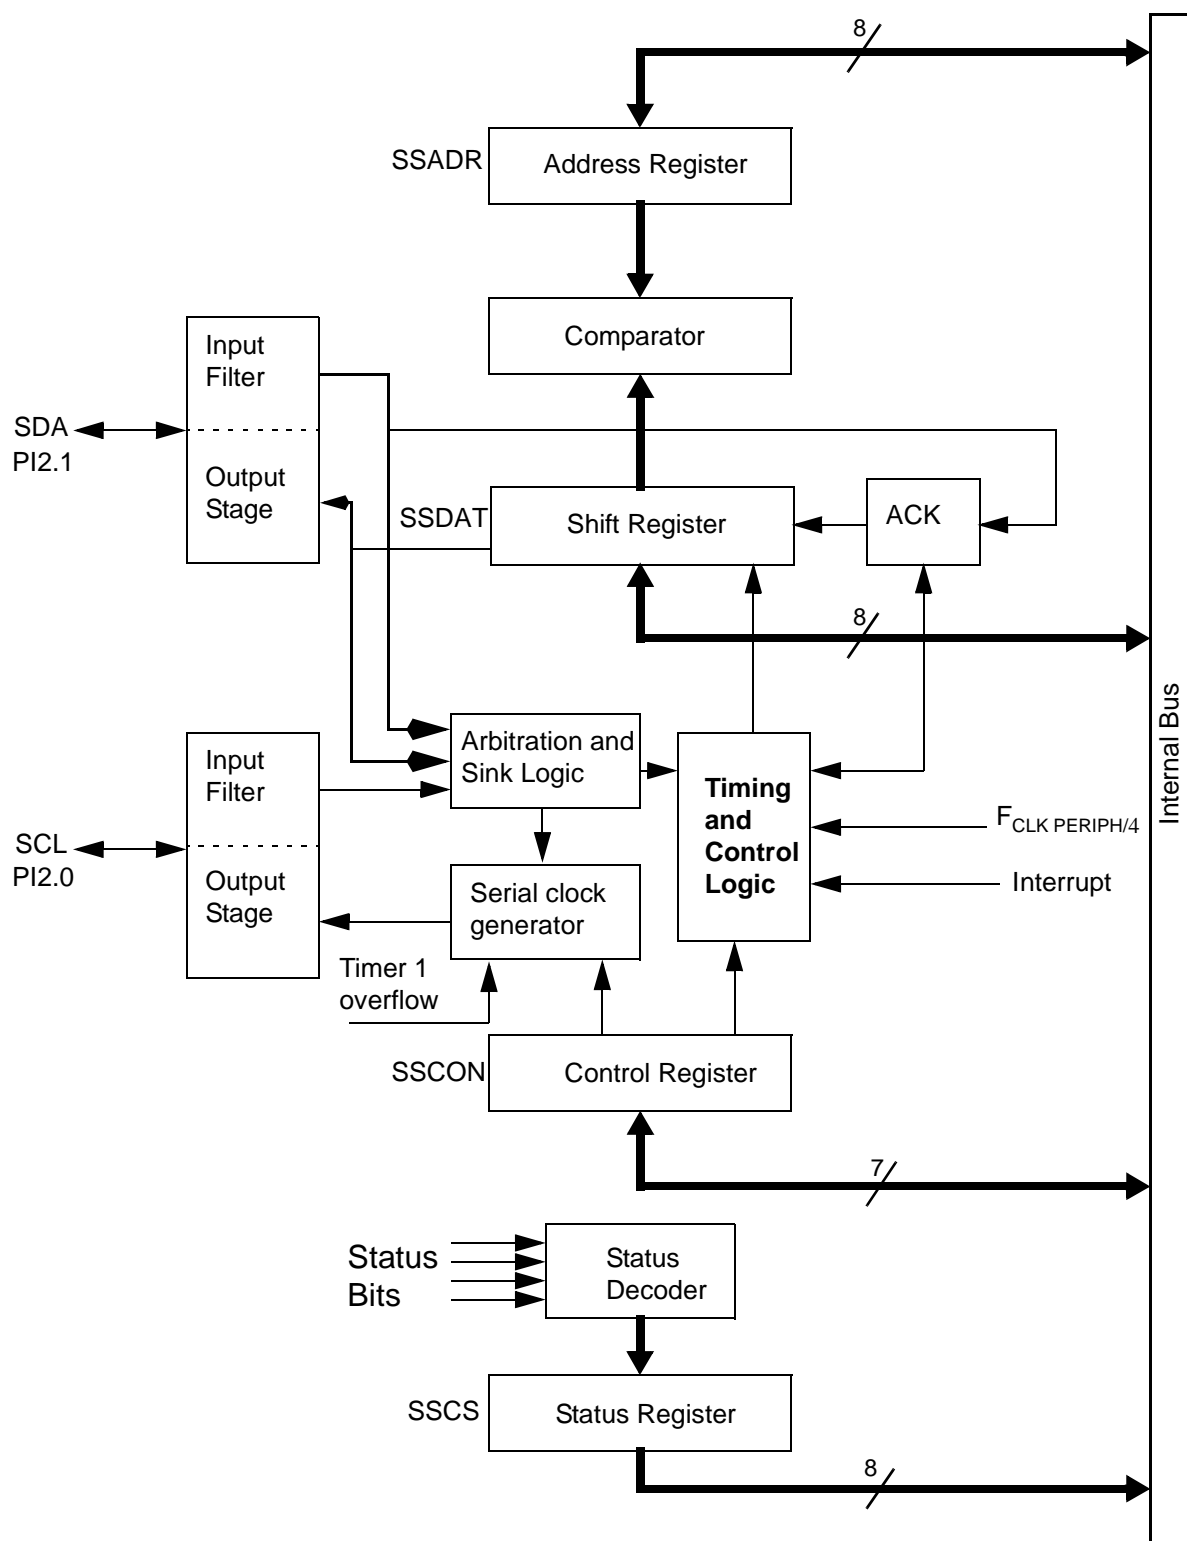 8
SSADR
Address Register
Comparator
Input
Filter
SDA
PI2.1
Output
Stage
SSDAT
Shift Register
ACK
8
Internal Bus
Arbitration and
Sink Logic
Input
Filter
Timing
and
Control
Logic
FCLK PERIPH/4
SCL
PI2.0
Output
Stage
Serial clock
generator
Interrupt
Timer 1
overflow
SSCON
Control Register
7
Status
Bits
Status
Decoder
SSCS
Status Register
8